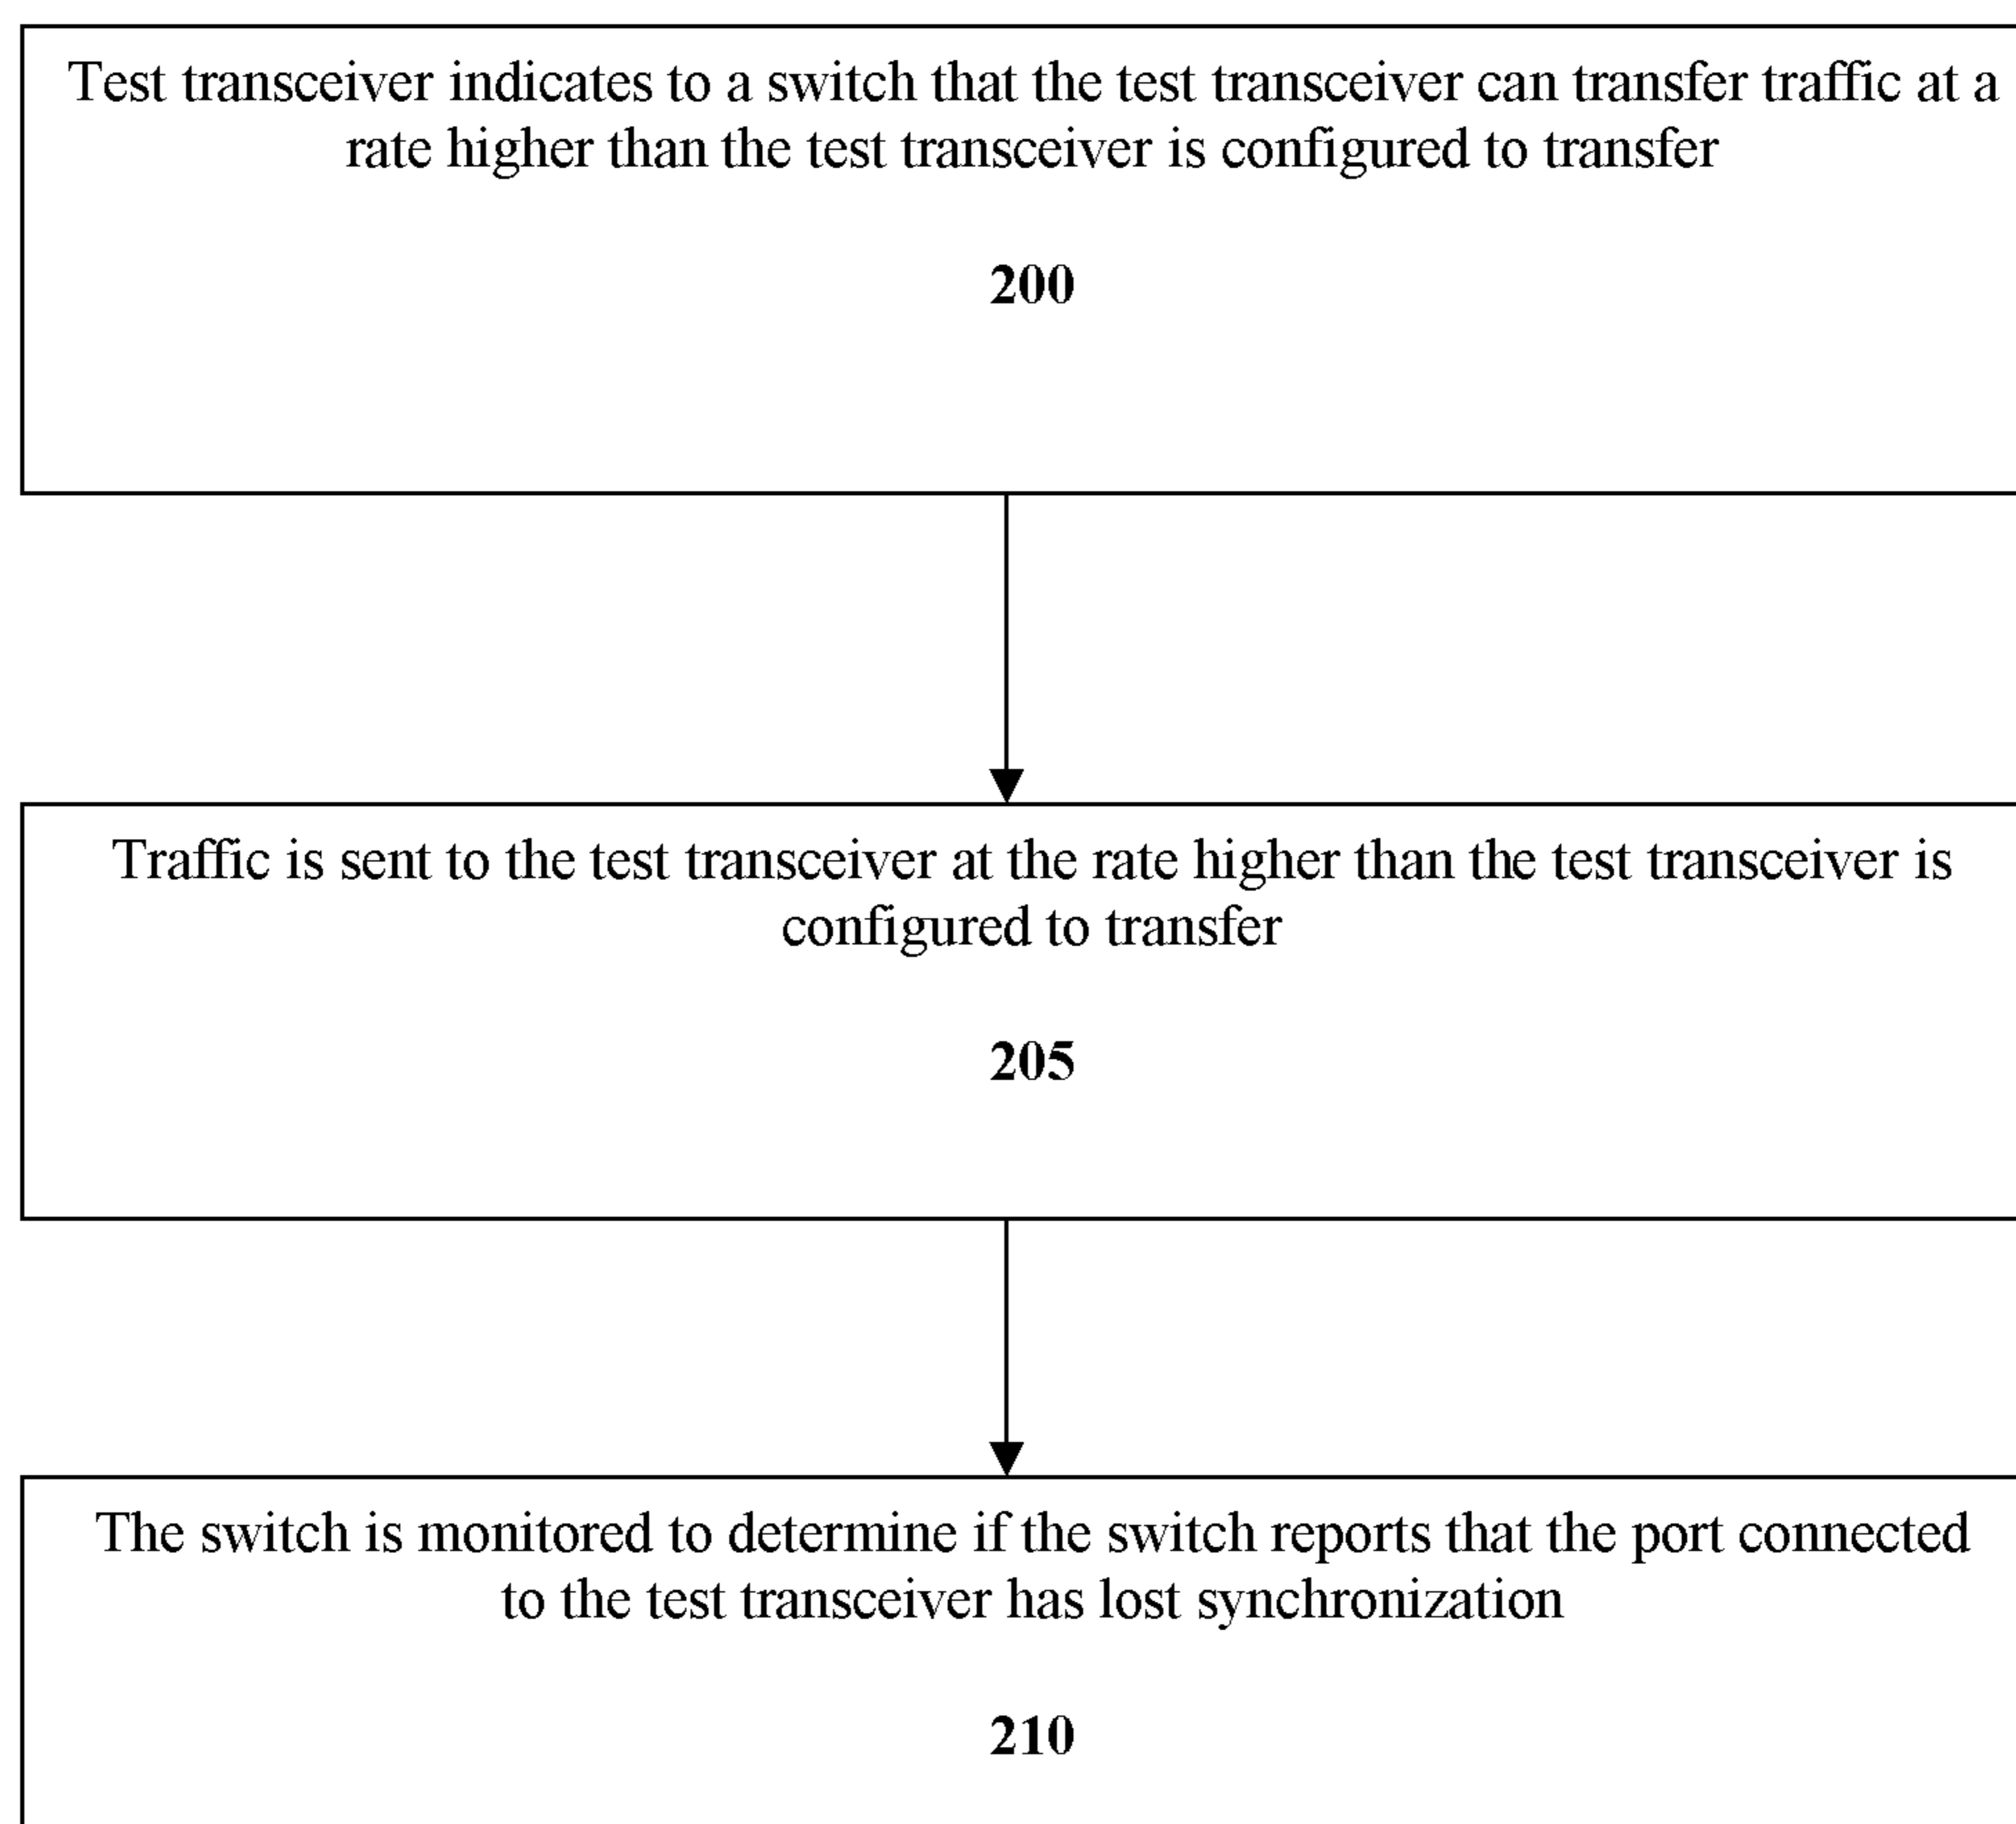 Test transceiver indicates to a switch that the test transceiver can transfer traffic at a
rate higher than the test transceiver is configured to transfer
200
Traffic is sent to the test transceiver at the rate higher than the test transceiver is
configured to transfer
205
The switch is monitored to determine if the switch reports that the port connected
to the test transceiver has lost synchronization
210